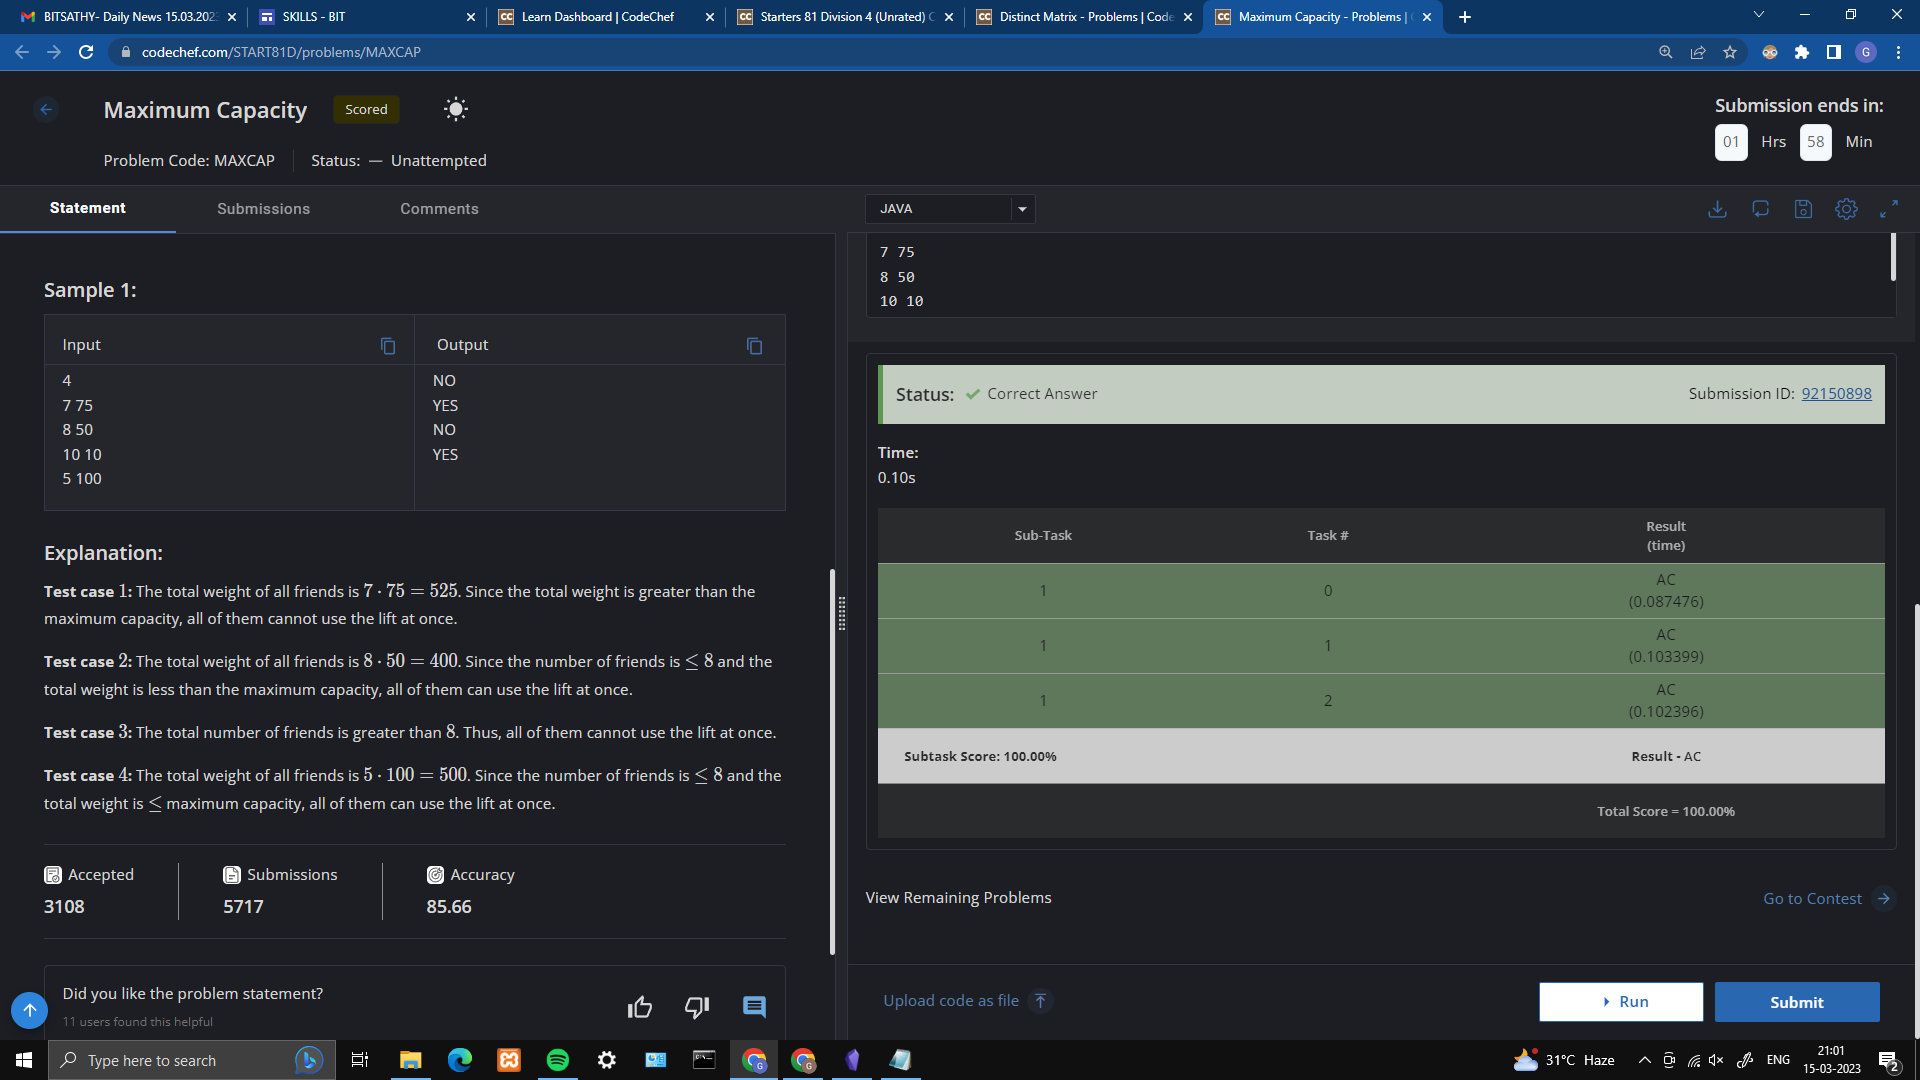 BITSATHY- Daily News 15.03.202
SKILLS - BIT
Learn Dashboard | CodeChef
Starters 81 Division 4 (Unrated)
Distinct Matrix - Problems | Code
Maximum Capacity - Problems |
codechef.com/START81D/problems/MAXCAP
G
Maximum Capacity
Scored
Problem Code: MAXCAP
Status: — Unattempted
Submission ends in:
01 Hrs 58 Min
Statement
Submissions
Comments
Sample 1:
Input
Output
4
7 75
8 50
10 10
5 100
NO
YES
NO
YES
Explanation:
Test case 1: The total weight of all friends is 7 · 75 = 525. Since the total weight is greater than the
maximum capacity, all of them cannot use the lift at once.
Test case 2: The total weight of all friends is 8 · 50 = 400. Since the number of friends is ≤ 8 and the
total weight is less than the maximum capacity, all of them can use the lift at once.
Test case 3: The total number of friends is greater than 8. Thus, all of them cannot use the lift at once.
Test case 4: The total weight of all friends is 5 · 100 = 500. Since the number of friends is ≤ 8 and the
total weight is ≤ maximum capacity, all of them can use the lift at once.
Accepted
3108
Submissions
5717
Accuracy
85.66
Did you like the problem statement?
11 users found this helpful
JAVA
7 75
8 50
10 10
Status: Correct Answer
Submission ID: 92150898
Time:
0.10s
Sub-Task
Task #
Result
(time)
1 0 AC
(0.087476)
1 1 AC
(0.103399)
1 2 AC
(0.102396)
Subtask Score: 100.00%
Result - AC
Total Score = 100.00%
View Remaining Problems
Go to Contest
Upload code as file
Run
Submit
Type here to search
31°C Haze
ENG
21:01
15-03-2023
2